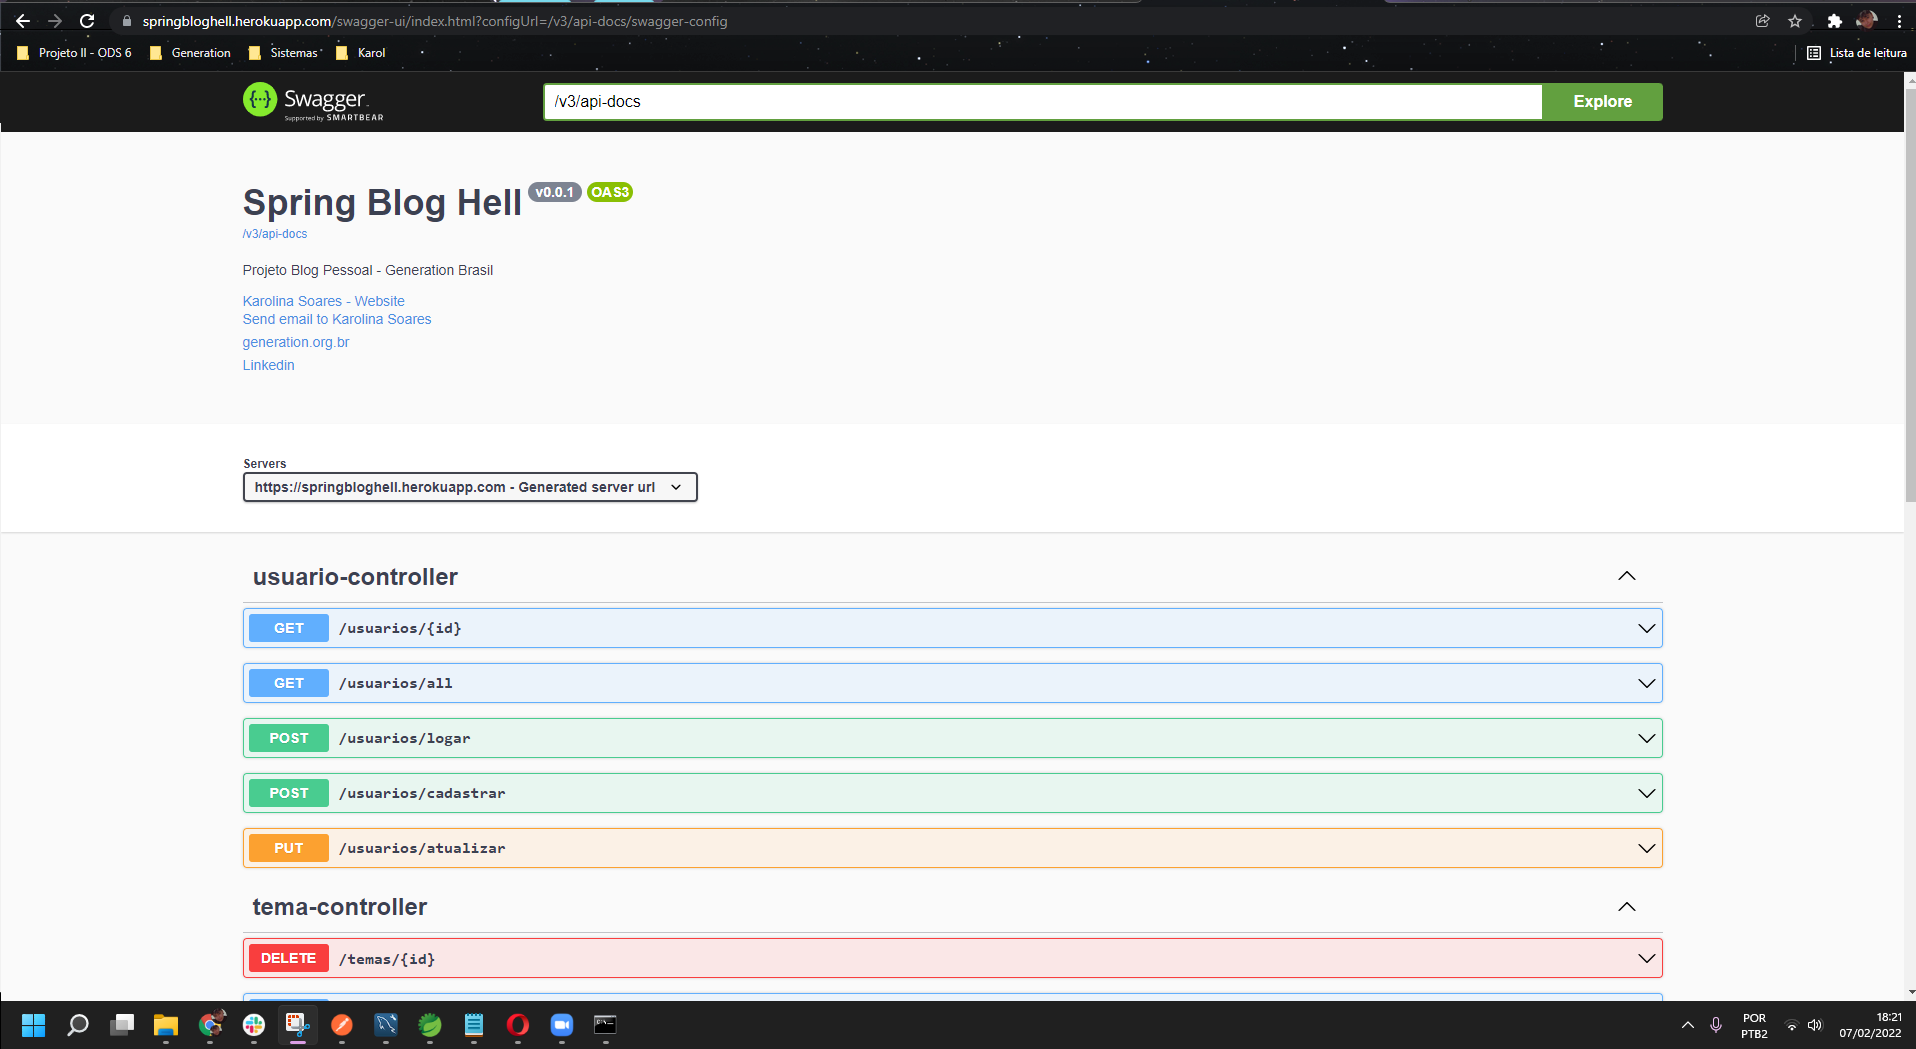 springbloghell.herokuapp.com/swagger-ui/index.html?configUrl=/v3/api-docs/swagger-config
Projeto II - ODS 6
Generation
Sistemas
Karol
Lista de leitura
Swagger
Supported by SMARTBEAR
/v3/api-docs
Explore
Spring Blog Hell
v0.0.1
OAS3
/v3/api-docs
Projeto Blog Pessoal - Generation Brasil
Karolina Soares - Website
Send email to Karolina Soares
generation.org.br
Linkedin
Servers
https://springbloghell.herokuapp.com - Generated server url
usuario-controller
GET /usuarios/{id}
GET /usuarios/all
POST /usuarios/logar
POST /usuarios/cadastrar
PUT /usuarios/atualizar
tema-controller
DELETE /temas/{id}
POR
PTB2
18:21
07/02/2022